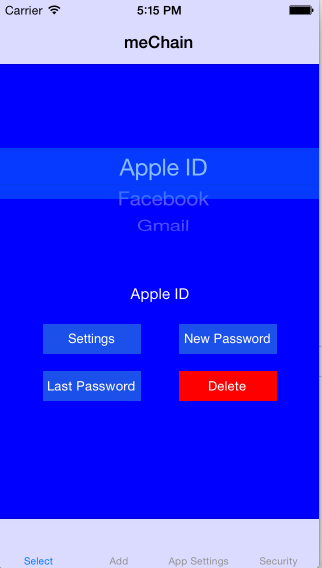 Carrier 5:15 PM
meChain
Apple ID
Facebook
Gmail
Apple ID
Settings New Password
Last Password Delete
Select Add App Settings Security